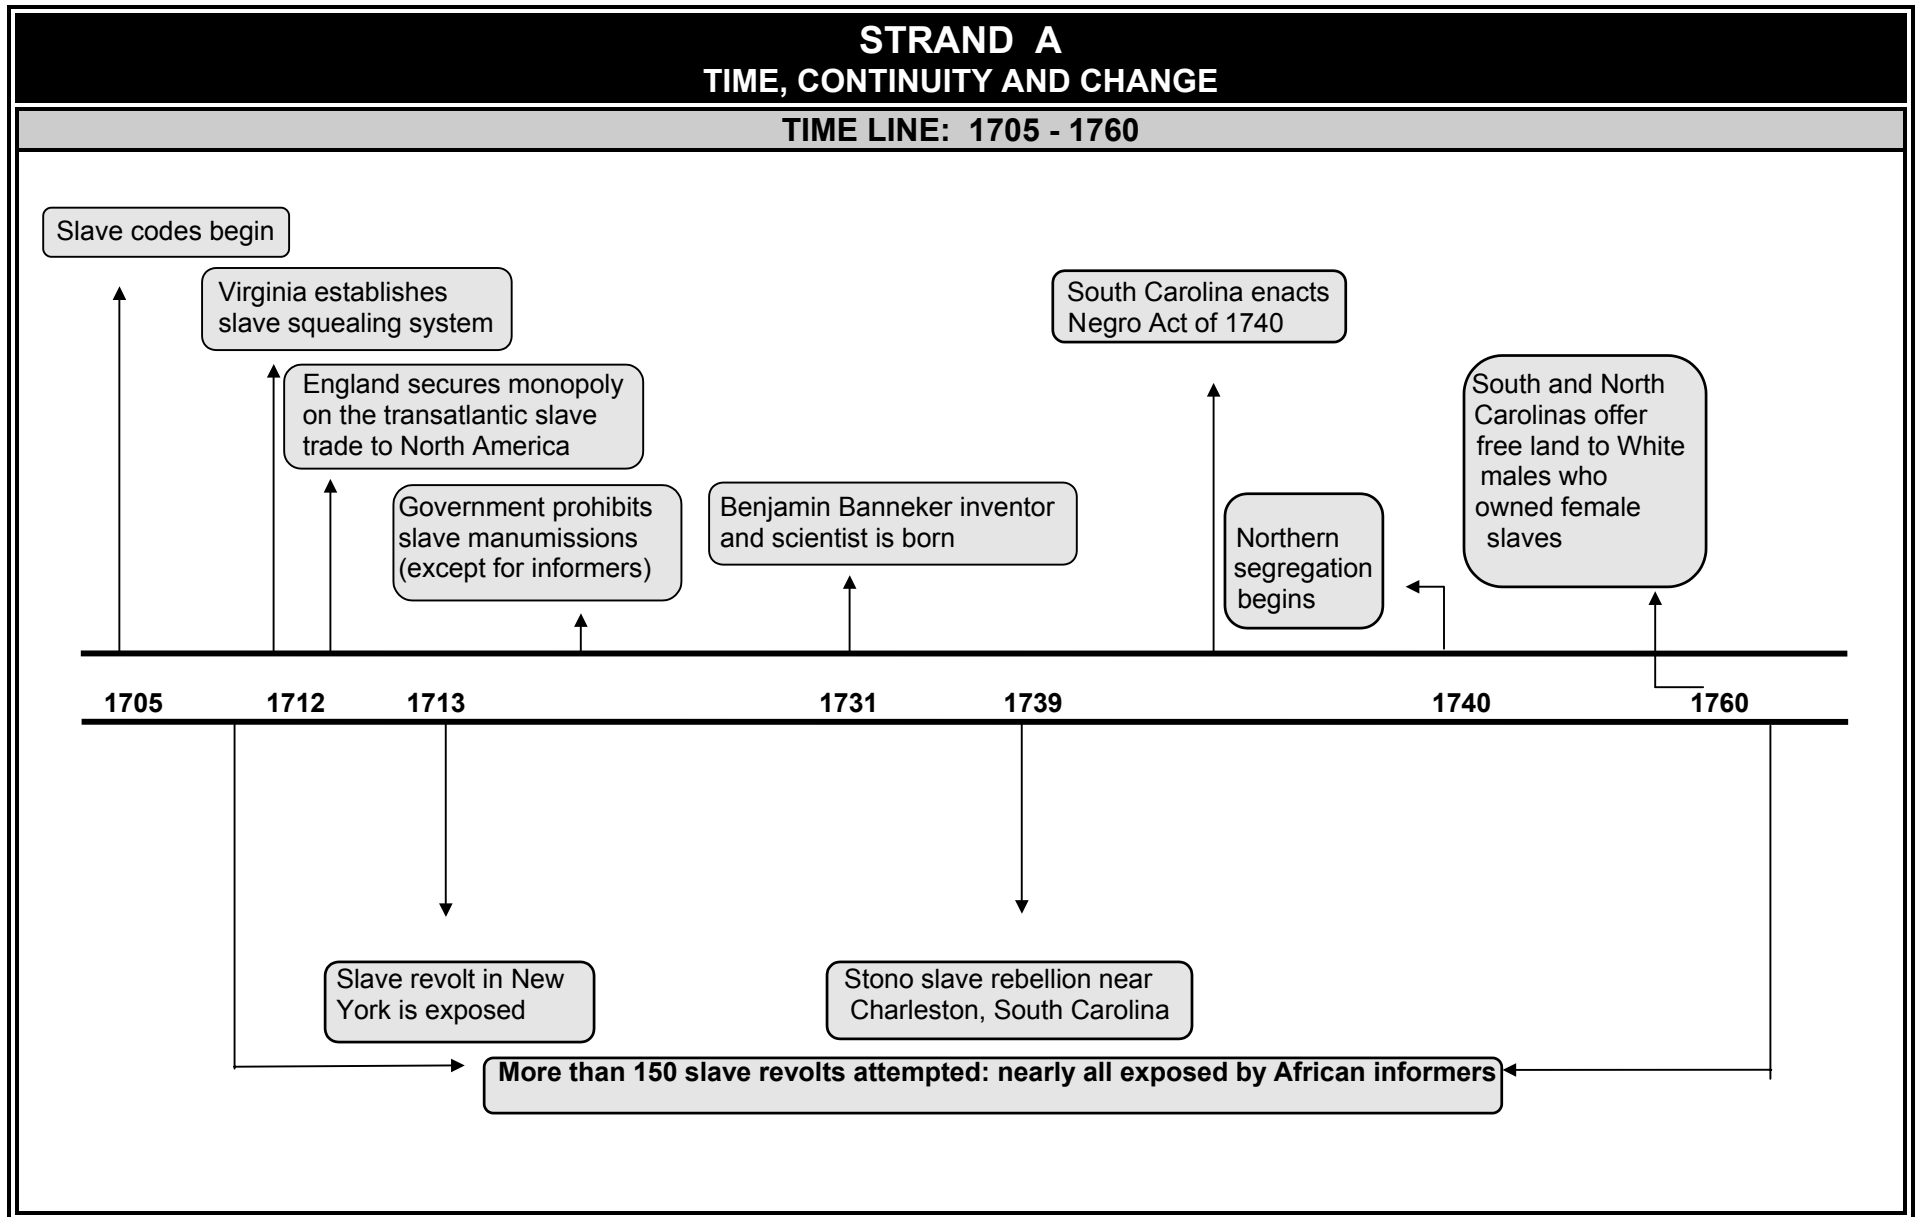 STRAND A
TIME, CONTINUITY AND CHANGE
TIME LINE: 1705 - 1760
Slave codes begin
Virginia establishes
slave squealing system
England secures monopoly
on the transatlantic slave
trade to North America
Government prohibits
slave manumissions
(except for informers)
Benjamin Banneker inventor
and scientist is born
South Carolina enacts
Negro Act of 1740
Northern
segregation
begins
South and North
Carolinas offer
free land to White
males who
owned female
slaves
1705 1712 1713 1731 1739 1740 1760
Slave revolt in New
York is exposed
Stono slave rebellion near
Charleston, South Carolina
More than 150 slave revolts attempted: nearly all exposed by African informers